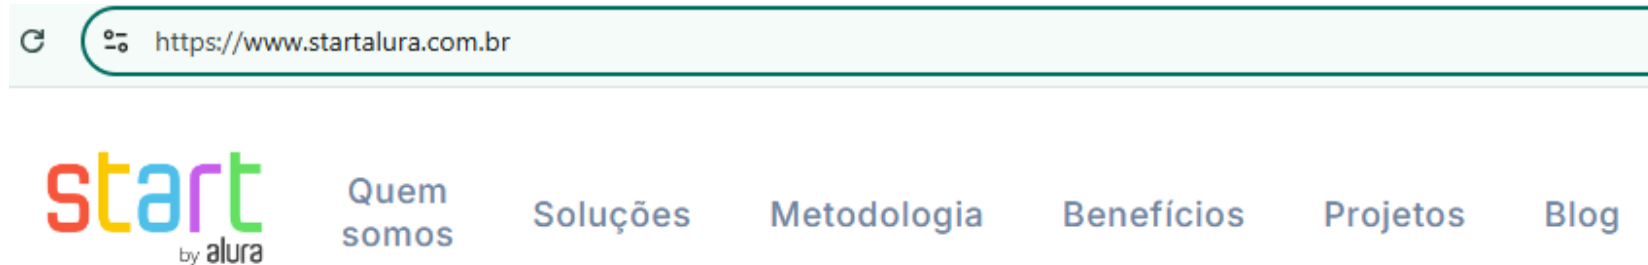 https://www.startalura.com.br
start
by alura
Quem
somos
Soluções
Metodologia
Benefícios
Projetos
Blog